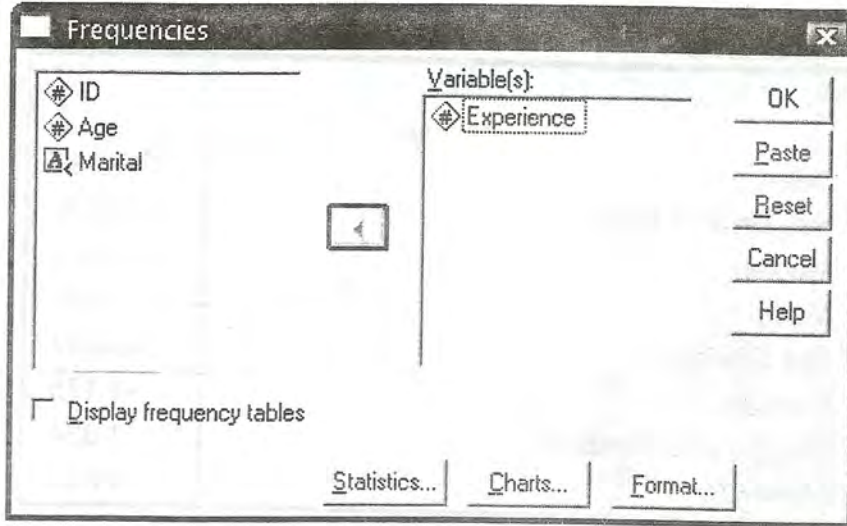 Frequencies
# ID
# Age
A Marital
Variable(s):
# Experience
OK
Paste
Reset
Cancel
Help
Display frequency tables
Statistics...
Charts...
Format...